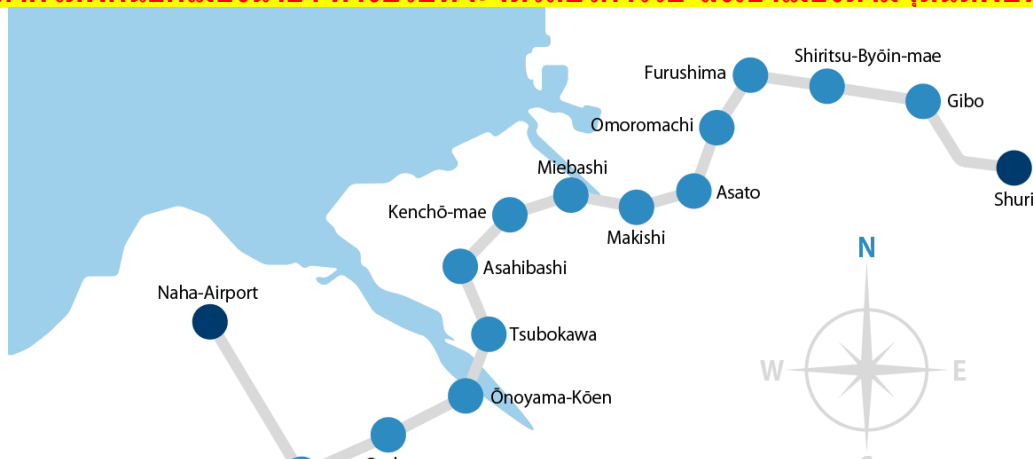 Shiritsu-Byōin-mae
Furushima
Gibo
Omoromachi
Miebashi
Asato
Shuri
Kenchō-mae
Makishi
N
Asahibashi
Naha-Airport
Tsubokawa
W
E
Ōnoyama-Kōen